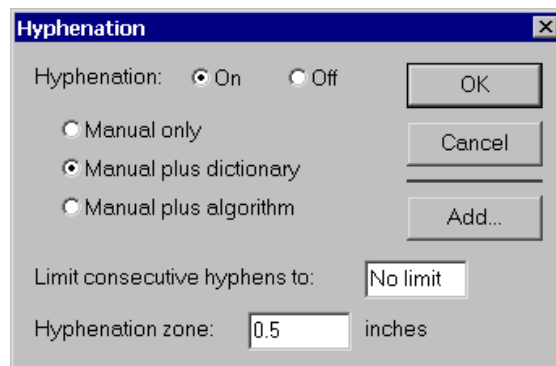 Hyphenation
Hyphenation: On Off OK
Manual only
Manual plus dictionary Cancel
Manual plus algorithm Add...
Limit consecutive hyphens to: No limit
Hyphenation zone: 0.5 inches